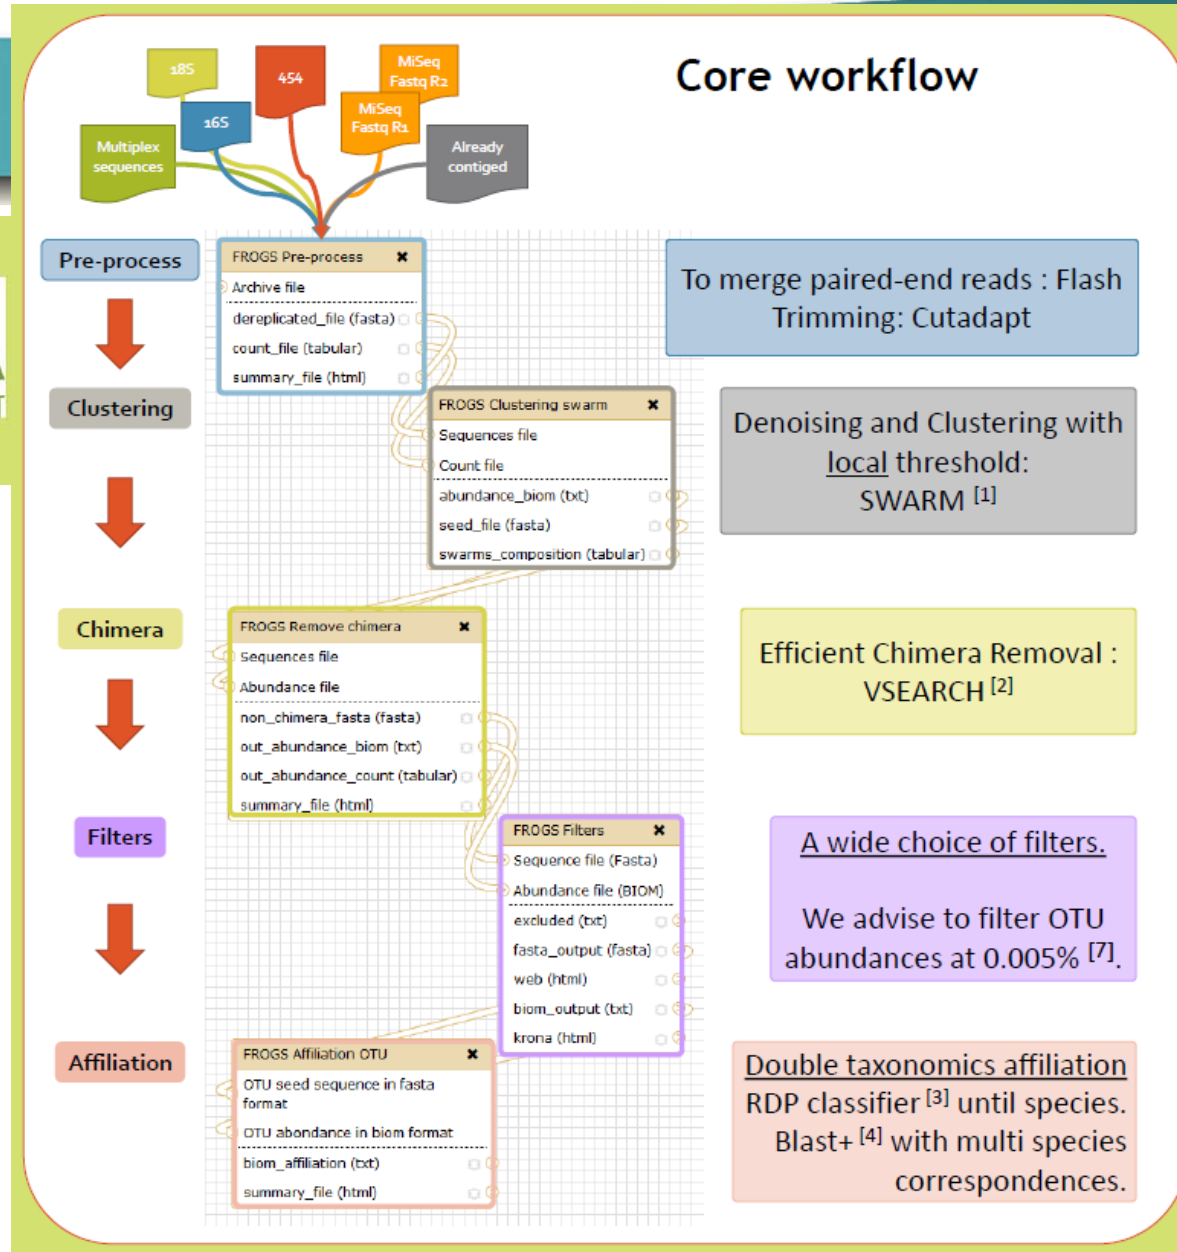 Core workflow
18S
454
MiSeq
Fastq R2
16S
MiSeq
Fastq R1
Multiplex
sequences
Already
contiged
Pre-process
FROGS Pre-process
Archive file
dereplicated_file (fasta)
count_file (tabular)
summary_file (html)
To merge paired-end reads : Flash
Trimming: Cutadapt
Clustering
FROGS Clustering swarm
Sequences file
Count file
abundance_biom (txt)
seed_file (fasta)
swarms_composition (tabular)
Denoising and Clustering with
local threshold:
SWARM [1]
Chimera
FROGS Remove chimera
Sequences file
Abundance file
non_chimera_fasta (fasta)
out_abundance_biom (txt)
out_abundance_count (tabular)
summary_file (html)
Efficient Chimera Removal :
VSEARCH [2]
Filters
FROGS Filters
Sequence file (Fasta)
Abundance file (BIOM)
excluded (txt)
fasta_output (fasta)
web (html)
biom_output (txt)
krona (html)
A wide choice of filters.
We advise to filter OTU
abundances at 0.005% [7].
Affiliation
FROGS Affiliation OTU
OTU seed sequence in fasta
format
OTU abondance in biom format
biom_affiliation (txt)
summary_file (html)
Double taxonomics affiliation
RDP classifier [3] until species.
Blast+ [4] with multi species
correspondences.